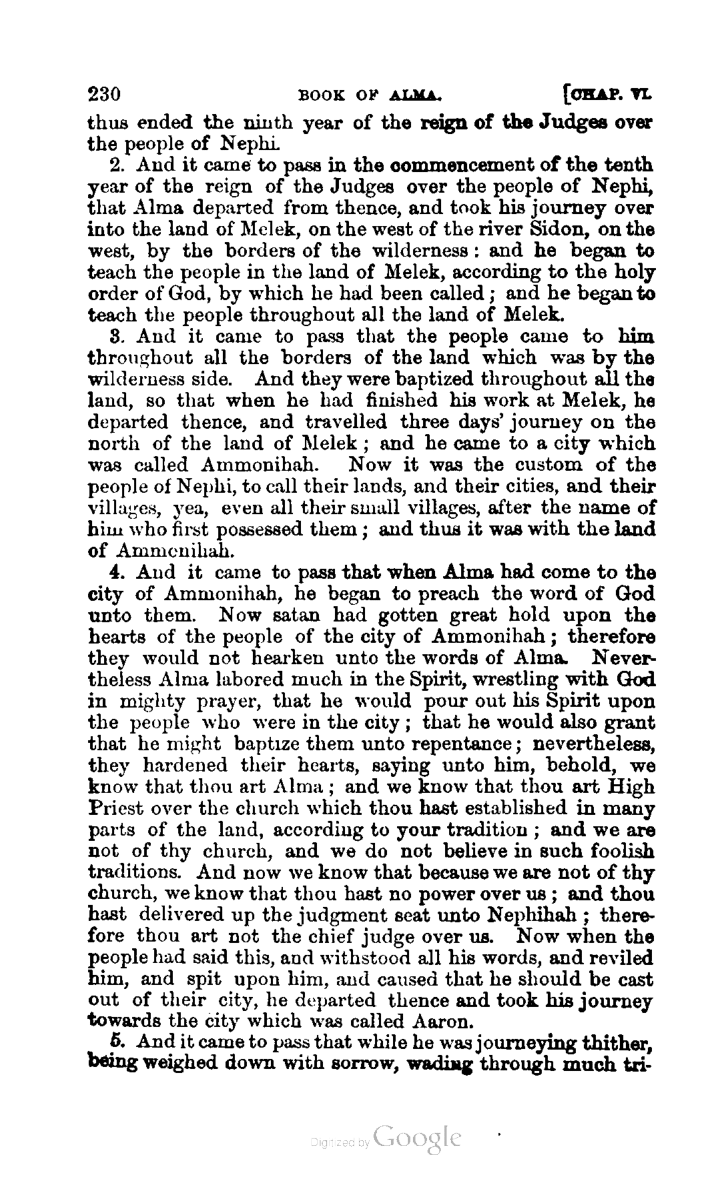 230 BOOK OF ALMA. [CHAP. VI.
thus ended the ninth year of the reign of the Judges over
the people of Nephi.
2. And it came to pass in the commencement of the tenth
year of the reign of the Judges over the people of Nephi,
that Alma departed from thence, and took his journey over
into the land of Melek, on the west of the river Sidon, on the
west, by the borders of the wilderness: and he began to
teach the people in the land of Melek, according to the holy
order of God, by which he had been called; and he began to
teach the people throughout all the land of Melek.
3. And it came to pass that the people came to him
throughout all the borders of the land which was by the
wilderness side. And they were baptized throughout all the
land, so that when he had finished his work at Melek, he
departed thence, and travelled three days' journey on the
north of the land of Melek; and he came to a city which
was called Ammonihah. Now it was the custom of the
people of Nephi, to call their lands, and their cities, and their
villages, yea, even all their small villages, after the name of
him who first possessed them; and thus it was with the land
of Ammonihah.
4. And it came to pass that when Alma had come to the
city of Ammonihah, he began to preach the word of God
unto them. Now satan had gotten great hold upon the
hearts of the people of the city of Ammonihah; therefore
they would not hearken unto the words of Alma. Never-
theless Alma labored much in the Spirit, wrestling with God
in mighty prayer, that he would pour out his Spirit upon
the people who were in the city; that he would also grant
that he might baptize them unto repentance; nevertheless,
they hardened their hearts, saying unto him, behold, we
know that thou art Alma; and we know that thou art High
Priest over the church which thou hast established in many
parts of the land, according to your tradition; and we are
not of thy church, and we do not believe in such foolish
traditions. And now we know that because we are not of thy
church, we know that thou hast no power over us; and thou
hast delivered up the judgment seat unto Nephihah; there-
fore thou art not the chief judge over us. Now when the
people had said this, and withstood all his words, and reviled
him, and spit upon him, and caused that he should be cast
out of their city, he departed thence and took his journey
towards the city which was called Aaron.
5. And it came to pass that while he was journeying thither,
being weighed down with sorrow, wading through much tri-
Digitized by Google